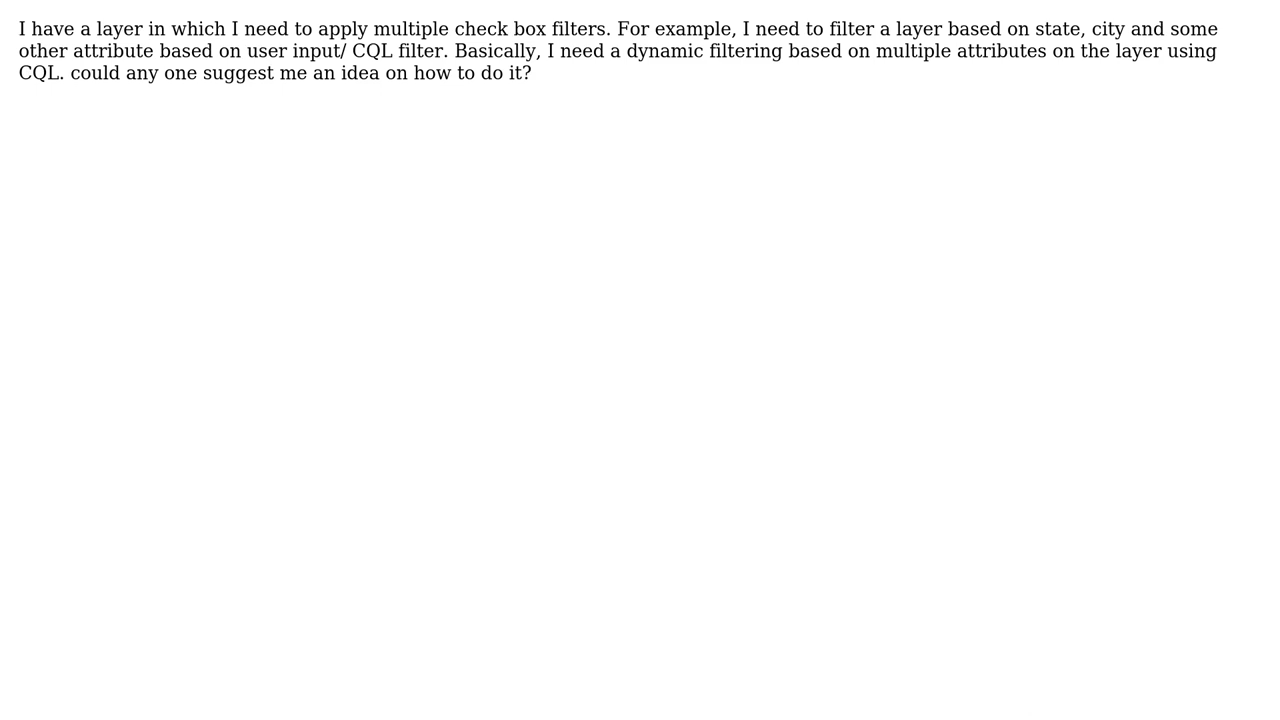 I have a layer in which I need to apply multiple check box filters. For example, I need to filter a layer based on state, city and some
other attribute based on user input/ CQL filter. Basically, I need a dynamic filtering based on multiple attributes on the layer using
CQL. could any one suggest me an idea on how to do it?